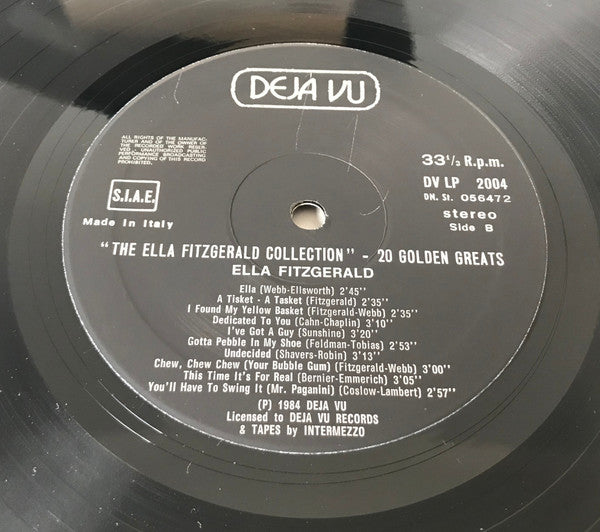 DEJA VU
ALL RIGHTS OF THE MANUFAC-
TURER AND OF THE OWNER OF
THE RECORDED WORK RESER-
VED - UNAUTHORIZED PUBLIC
PERFORMANCE BROADCASTING
AND COPYING OF THIS RECORD
PROHIBITED.
S.I.A.E.
Made in Italy
33⅓ R.p.m.
DV LP 2004
DN. St. 056472
stereo
Side B
"THE ELLA FITZGERALD COLLECTION" - 20 GOLDEN GREATS
ELLA FITZGERALD
Ella (Webb-Ellsworth) 2'45''
A Tisket - A Tasket (Fitzgerald) 2'35''
I Found My Yellow Basket (Fitzgerald-Webb) 2'35''
Dedicated To You (Cahn-Chaplin) 3'10''
I've Got A Guy (Sunshine) 3'20''
Gotta Pebble In My Shoe (Feldman-Tobias) 2'53''
Undecided (Shavers-Robin) 3'13''
Chew, Chew Chew (Your Bubble Gum) (Fitzgerald-Webb) 3'00''
This Time It's For Real (Bernier-Emmerich) 3'05''
You'll Have To Swing It (Mr. Paganini) (Coslow-Lambert) 2'57''
(P) 1984 DEJA VU
Licensed to DEJA VU RECORDS
& TAPES by INTERMEZZO